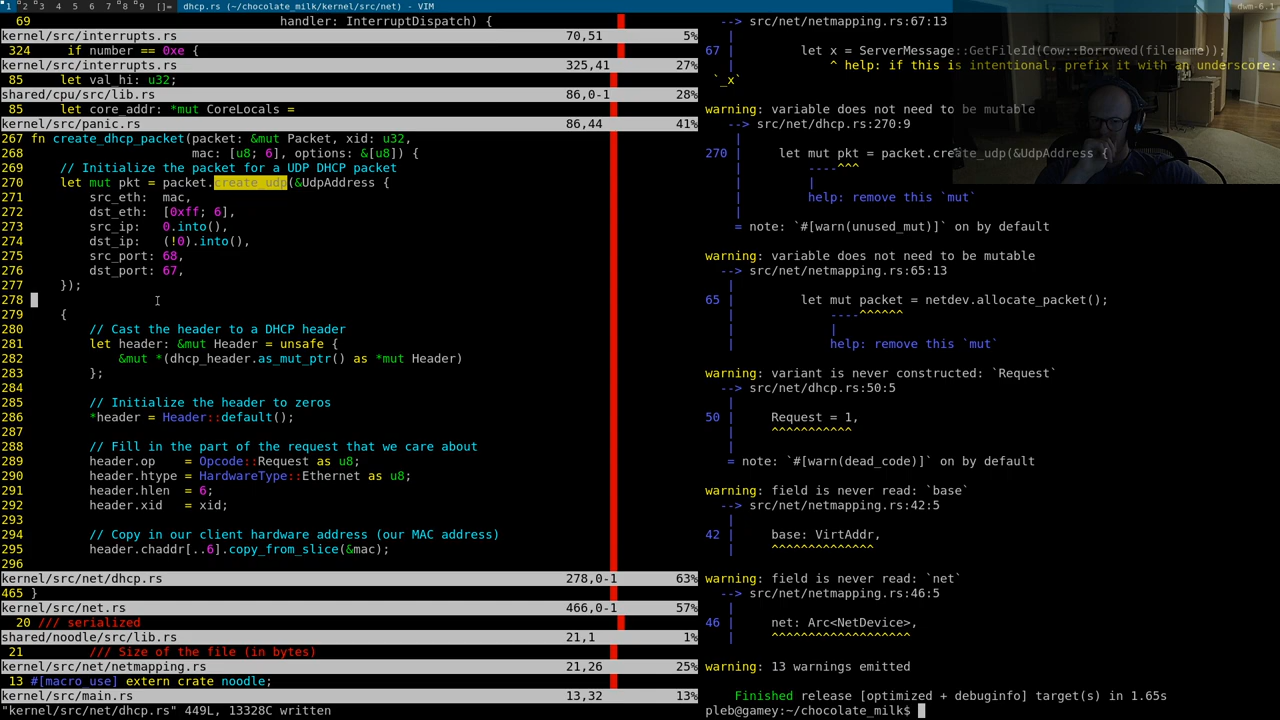 1 2 3 4 5 6 7 8 9 []= dhcp.rs (~/chocolate_milk/kernel/src/net) - VIM dwm-6.1
69 handler: InterruptDispatch) {
kernel/src/interrupts.rs 70,51 5%
324 if number == 0xe {
kernel/src/interrupts.rs 325,41 27%
85 let val_hi: u32;
shared/cpu/src/lib.rs 86,0-1 28%
85 let core_addr: *mut CoreLocals =
kernel/src/panic.rs 86,44 41%
267 fn create_dhcp_packet(packet: &mut Packet, xid: u32,
268 mac: [u8; 6], options: &[u8]) {
269 // Initialize the packet for a UDP DHCP packet
270 let mut pkt = packet.create_udp(&UdpAddress {
271 src_eth: mac,
272 dst_eth: [0xff; 6],
273 src_ip: 0.into(),
274 dst_ip: (!0).into(),
275 src_port: 68,
276 dst_port: 67,
277 });
278
279 {
280 // Cast the header to a DHCP header
281 let header: &mut Header = unsafe {
282 &mut *(dhcp_header.as_mut_ptr() as *mut Header)
283 };
284
285 // Initialize the header to zeros
286 *header = Header::default();
287
288 // Fill in the part of the request that we care about
289 header.op = Opcode::Request as u8;
290 header.htype = HardwareType::Ethernet as u8;
291 header.hlen = 6;
292 header.xid = xid;
293
294 // Copy in our client hardware address (our MAC address)
295 header.chaddr[..6].copy_from_slice(&mac);
296
kernel/src/net/dhcp.rs 278,0-1 63%
465 }
kernel/src/net.rs 466,0-1 57%
20 /// serialized
shared/noodle/src/lib.rs 21,1 1%
21 /// Size of the file (in bytes)
kernel/src/net/netmapping.rs 21,26 25%
13 #[macro_use] extern crate noodle;
kernel/src/main.rs 13,32 13%
"kernel/src/net/dhcp.rs" 449L, 13328C written
--> src/net/netmapping.rs:67:13
|
67 | let x = ServerMessage::GetFileId(Cow::Borrowed(filename));
| ^ help: if this is intentional, prefix it with an underscore:
`_x`
warning: variable does not need to be mutable
--> src/net/dhcp.rs:270:9
|
270 | let mut pkt = packet.create_udp(&UdpAddress {
| ----^^^
| |
| help: remove this `mut`
|
= note: `#[warn(unused_mut)]` on by default
warning: variable does not need to be mutable
--> src/net/netmapping.rs:65:13
|
65 | let mut packet = netdev.allocate_packet();
| ----^^^^^^
| |
| help: remove this `mut`
warning: variant is never constructed: `Request`
--> src/net/dhcp.rs:50:5
|
50 | Request = 1,
| ^^^^^^^^^^^
|
= note: `#[warn(dead_code)]` on by default
warning: field is never read: `base`
--> src/net/netmapping.rs:42:5
|
42 | base: VirtAddr,
| ^^^^^^^^^^^^^^
warning: field is never read: `net`
--> src/net/netmapping.rs:46:5
|
46 | net: Arc<NetDevice>,
| ^^^^^^^^^^^^^^^^^^^
warning: 13 warnings emitted
Finished release [optimized + debuginfo] target(s) in 1.65s
pleb@gamey:~/chocolate_milk$